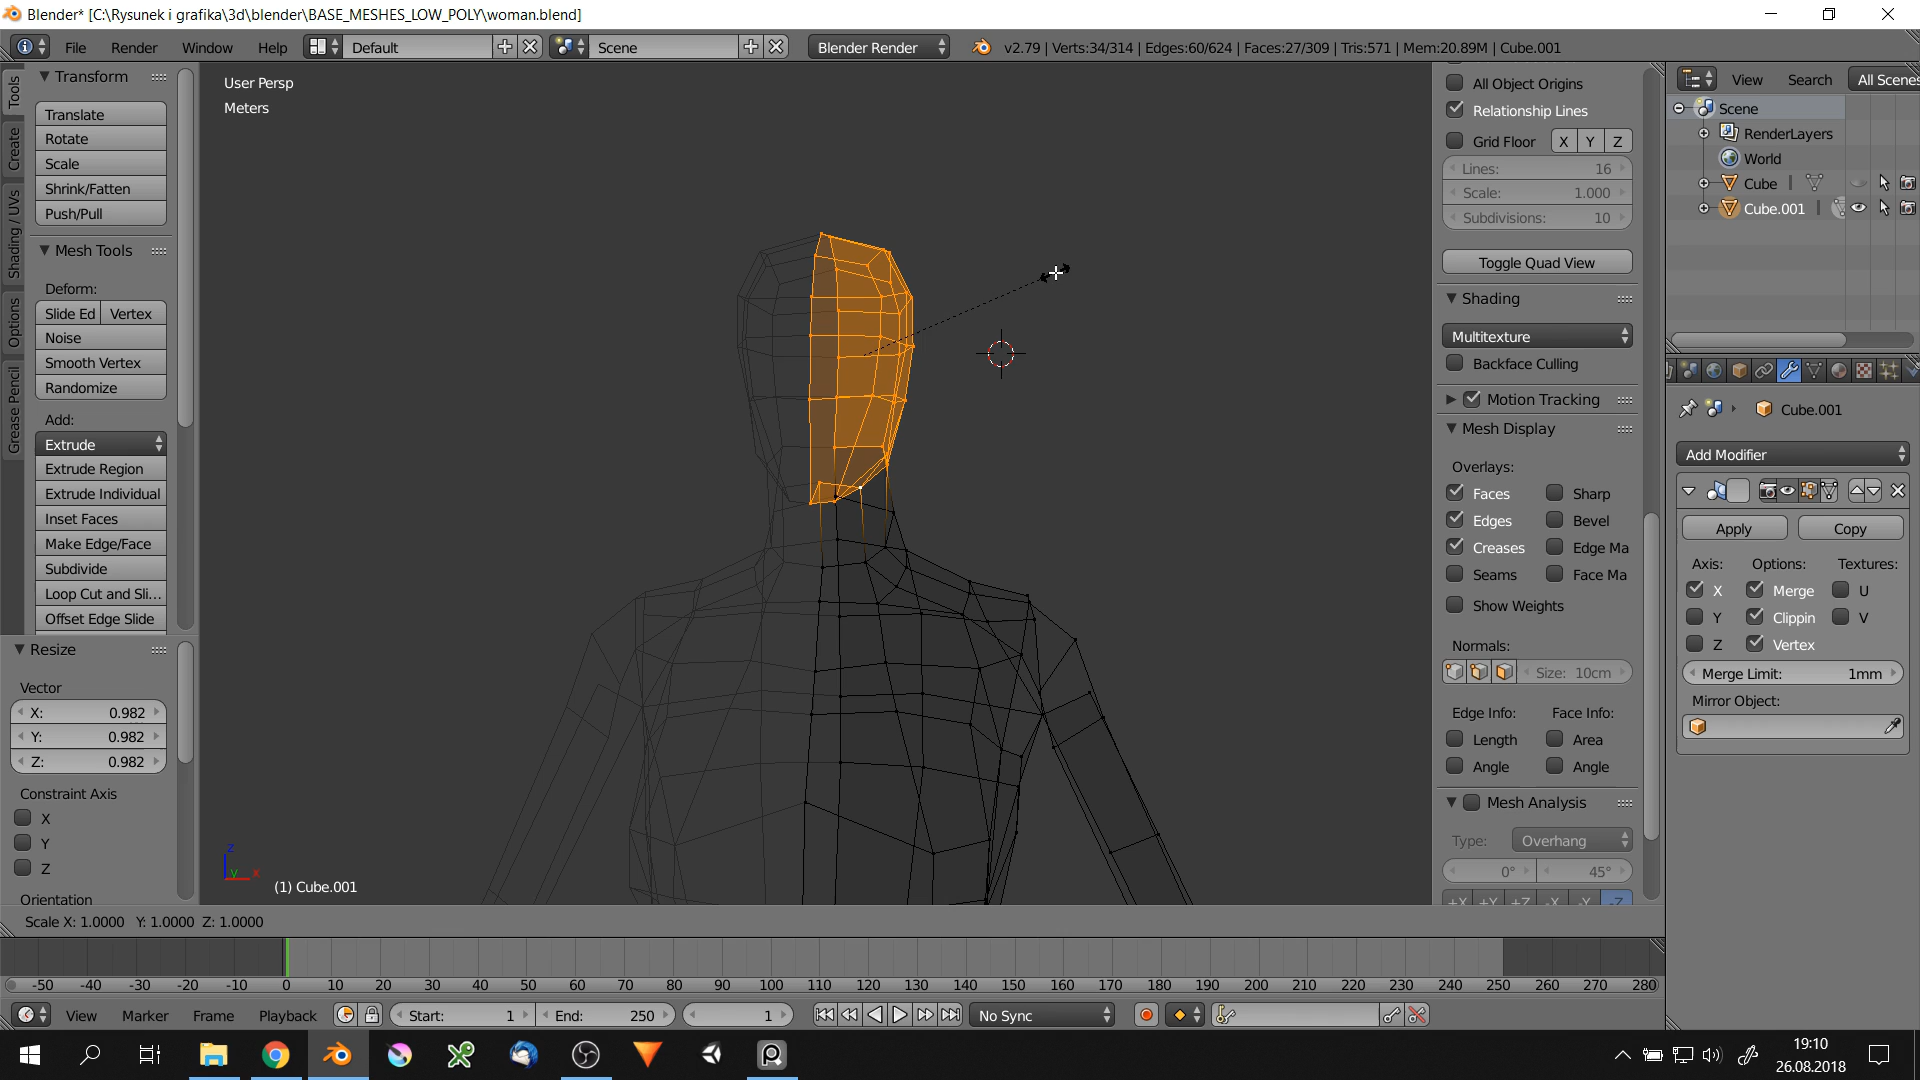 Blender* [C:\Rysunek i grafika\3d\blender\BASE_MESHES_LOW_POLY\woman.blend]
File Render Window Help Default Scene Blender Render v2.79 | Verts:34/314 | Edges:60/624 | Faces:27/309 | Tris:571 | Mem:20.89M | Cube.001
Tools
Create
Shading / UVs
Options
Grease Pencil
Transform
Translate
Rotate
Scale
Shrink/Fatten
Push/Pull
Mesh Tools
Deform:
Slide Ed Vertex
Noise
Smooth Vertex
Randomize
Add:
Extrude
Extrude Region
Extrude Individual
Inset Faces
Make Edge/Face
Subdivide
Loop Cut and Sli...
Offset Edge Slide
Resize
Vector
X: 0.982
Y: 0.982
Z: 0.982
Constraint Axis
X
Y
Z
Orientation
User Persp
Meters
z
y x
(1) Cube.001
Scale X: 1.0000 Y: 1.0000 Z: 1.0000
All Object Origins
Relationship Lines
Grid Floor X Y Z
Lines: 16
Scale: 1.000
Subdivisions: 10
Toggle Quad View
Shading
Multitexture
Backface Culling
Motion Tracking
Mesh Display
Overlays:
Faces Sharp
Edges Bevel
Creases Edge Ma
Seams Face Ma
Show Weights
Normals:
Size: 10cm
Edge Info: Face Info:
Length Area
Angle Angle
Mesh Analysis
Type: Overhang
0° 45°
+X +Y +Z -X -Y -Z
View Search All Scenes
Scene
RenderLayers
World
Cube
Cube.001
Cube.001
Add Modifier
Apply Copy
Axis: Options: Textures:
X Merge U
Y Clippin V
Z Vertex
Merge Limit: 1mm
Mirror Object:
-50 -40 -30 -20 -10 0 10 20 30 40 50 60 70 80 90 100 110 120 130 140 150 160 170 180 190 200 210 220 230 240 250 260 270 280
View Marker Frame Playback Start: 1 End: 250 1 No Sync
19:10
26.08.2018